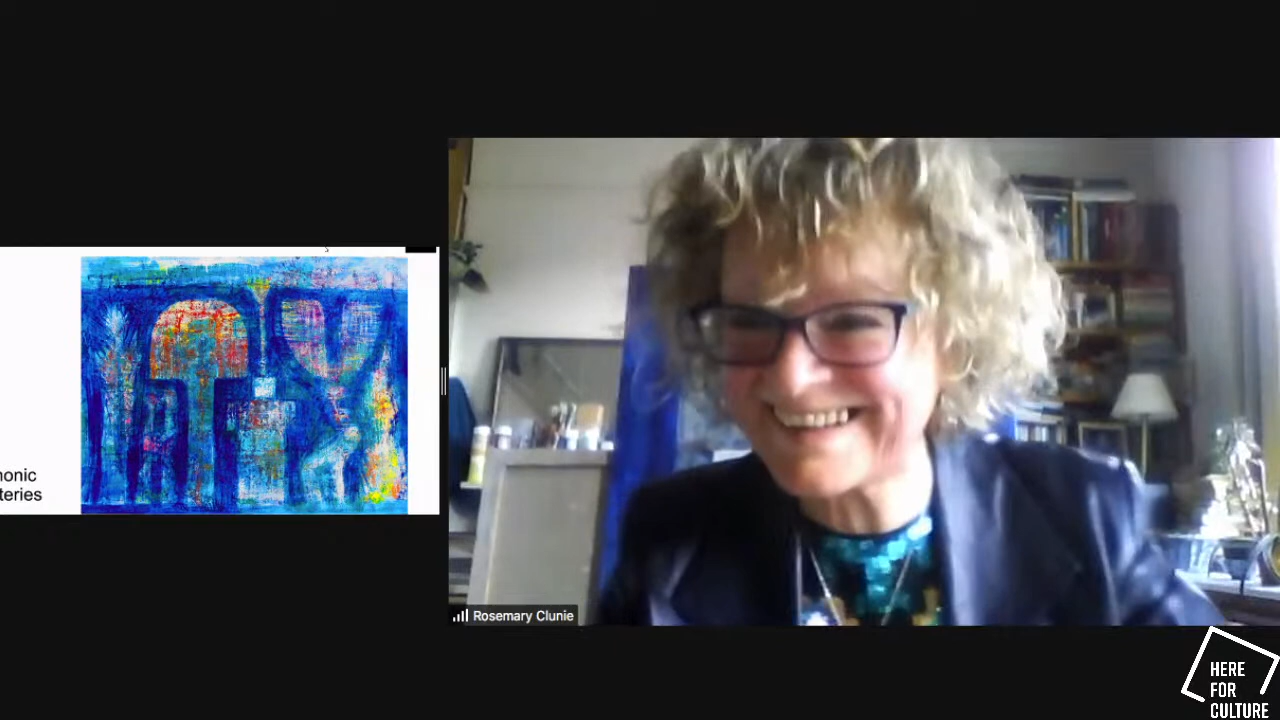 nonic
teries
Rosemary Clunie
HERE
FOR
CULTURE